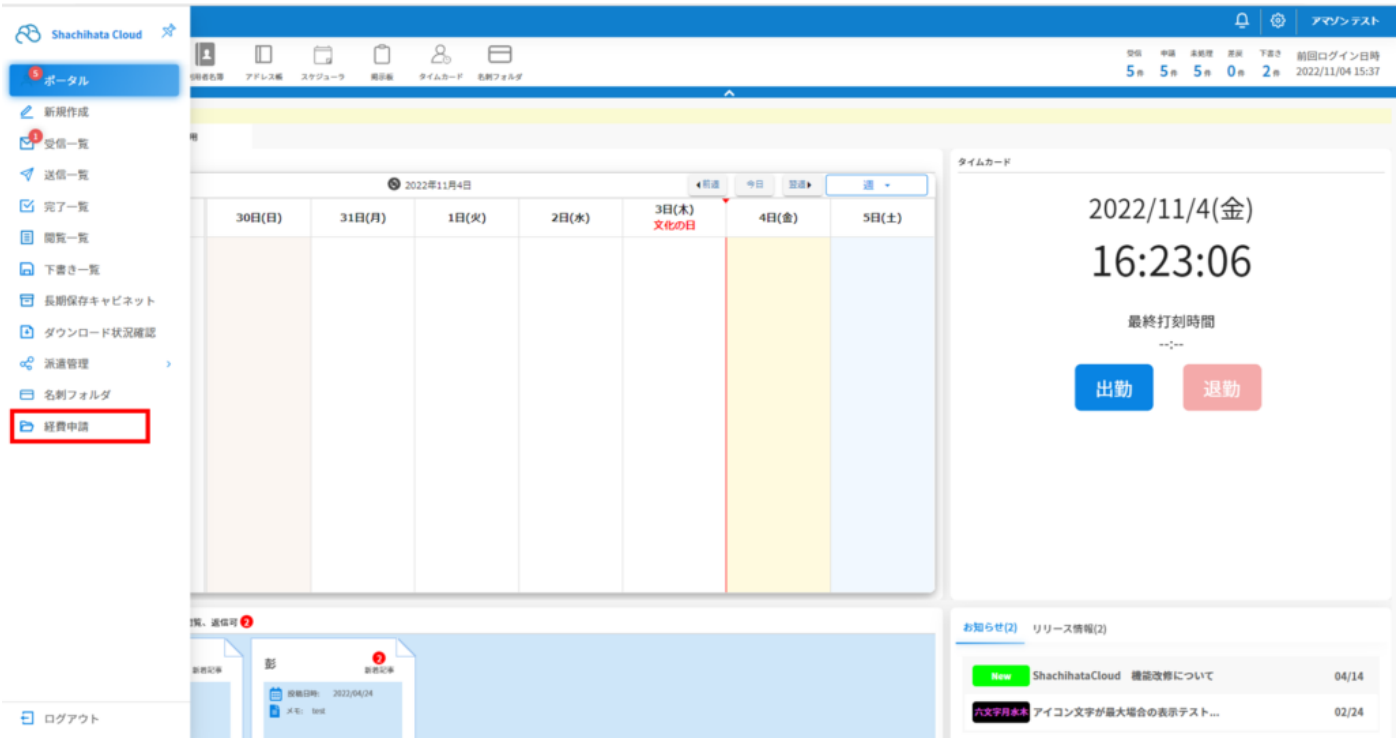 Shachihata Cloud
アマゾン テスト
5
ポータル
新規作成
1
受信一覧
送信一覧
完了一覧
閲覧一覧
下書き一覧
長期保存キャビネット
ダウンロード状況確認
派遣管理
名刺フォルダ
経費申請
ログアウト
用者名簿
アドレス帳
スケジューラ
掲示板
タイムカード
名刺フォルダ
受信 申請 未処理 差戻 下書き
5件 5件 5件 0件 2件
前回ログイン日時
2022/11/04 15:37
用
2022年11月4日
前週 今日 翌週 週
30日(日) 31日(月) 1日(火) 2日(水) 3日(木) 4日(金) 5日(土)
文化の日
タイムカード
2022/11/4(金)
16:23:06
最終打刻時間
--:--
出勤 退勤
覧、返信可 2
新着記事
彭
2
新着記事
投稿日時: 2022/04/24
メモ: test
お知らせ(2) リリース情報(2)
New ShachihataCloud 機能改修について 04/14
六文字月水木 アイコン文字が最大場合の表示テスト... 02/24